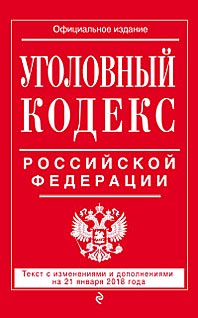 Официальное издание
УГОЛОВНЫЙ
КОДЕКС
РОССИЙСКОЙ
ФЕДЕРАЦИИ
Текст с изменениями и дополнениями
на 21 января 2018 года